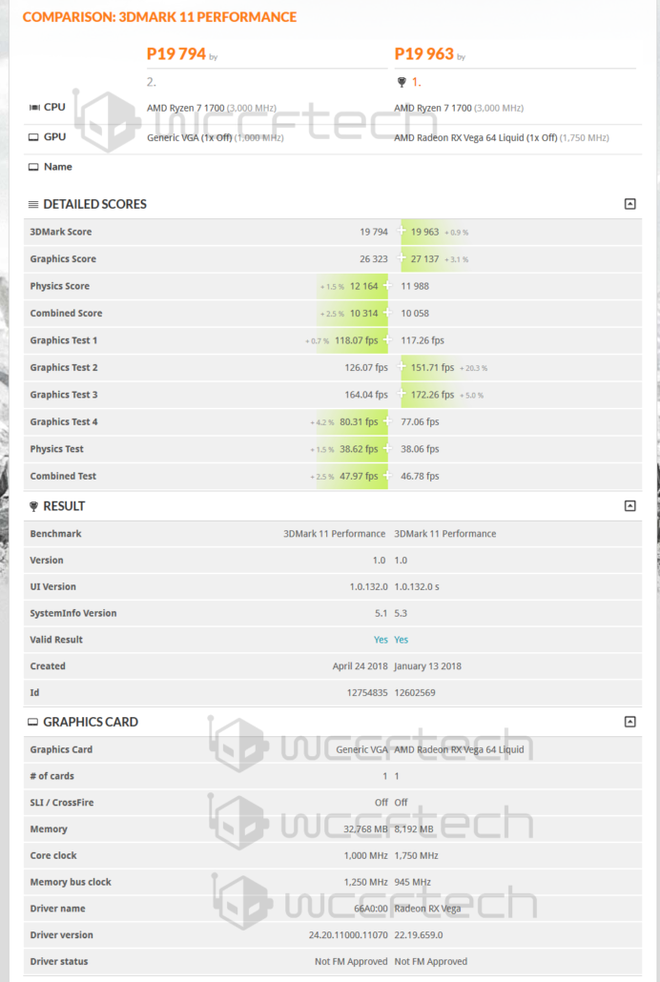 COMPARISON: 3DMARK 11 PERFORMANCE
P19 794 by P19 963 by
2. 1.
CPU AMD Ryzen 7 1700 (3,000 MHz) AMD Ryzen 7 1700 (3,000 MHz)
wccftech
GPU Generic VGA (1x Off) (1,000 MHz) AMD Radeon RX Vega 64 Liquid (1x Off) (1,750 MHz)
Name
DETAILED SCORES
3DMark Score 19 794 19 963 + 0.9 %
Graphics Score 26 323 27 137 + 3.1 %
Physics Score + 1.5 % 12 164 11 988
Combined Score + 2.5 % 10 314 10 058
Graphics Test 1 + 0.7 % 118.07 fps 117.26 fps
Graphics Test 2 126.07 fps 151.71 fps + 20.3 %
Graphics Test 3 164.04 fps 172.26 fps + 5.0 %
Graphics Test 4 + 4.2 % 80.31 fps 77.06 fps
Physics Test + 1.5 % 38.62 fps 38.06 fps
Combined Test + 2.5 % 47.97 fps 46.78 fps
RESULT
Benchmark 3DMark 11 Performance 3DMark 11 Performance
Version 1.0 1.0
UI Version 1.0.132.0 1.0.132.0 s
SystemInfo Version 5.1 5.3
Valid Result Yes Yes
Created April 24 2018 January 13 2018
Id 12754835 12602569
GRAPHICS CARD
wccftech
Graphics Card Generic VGA AMD Radeon RX Vega 64 Liquid
# of cards 1 1
SLI / CrossFire Off Off
wccftech
Memory 32,768 MB 8,192 MB
Core clock 1,000 MHz 1,750 MHz
Memory bus clock 1,250 MHz 945 MHz
wccftech
Driver name 66A0:00 Radeon RX Vega
Driver version 24.20.11000.11070 22.19.659.0
Driver status Not FM Approved Not FM Approved